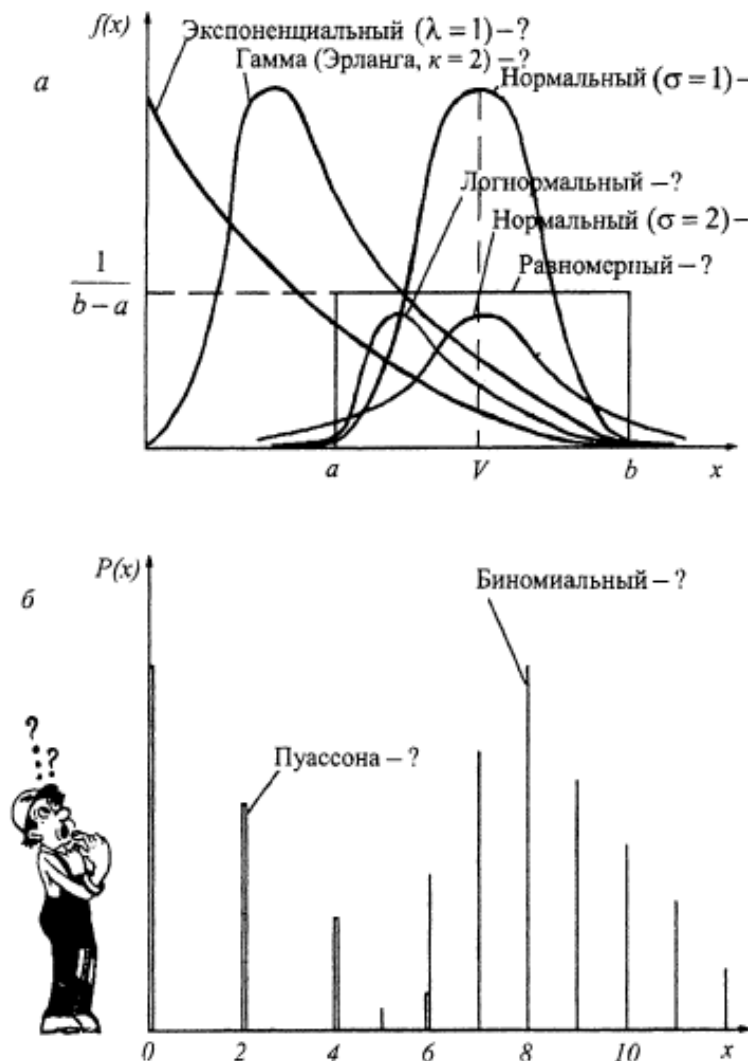 f(x)
Экспоненциальный (λ = 1) – ?
Гамма (Эрланга, κ = 2) – ?
а
Нормальный (σ = 1) –
Логнормальный – ?
Нормальный (σ = 2) –
Равномерный – ?
1
b – a
a V b x
P(x)
б
Биномиальный – ?
? ?
Пуассона – ?
0 2 4 6 8 10 x